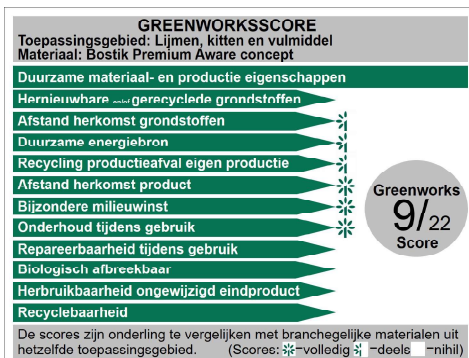 GREENWORKSSCORE
Toepassingsgebied: Lijmen, kitten en vulmiddel
Materiaal: Bostik Premium Aware concept
Duurzame materiaal- en productie eigenschappen
Hernieuwbare en/of gerecyclede grondstoffen
Afstand herkomst grondstoffen
Duurzame energiebron
Recycling productieafval eigen productie
Afstand herkomst product
Bijzondere milieuwinst
Onderhoud tijdens gebruik
Repareerbaarheid tijdens gebruik
Biologisch afbreekbaar
Herbruikbaarheid ongewijzigd eindproduct
Recyclebaarheid
Greenworks
9/22
Score
De scores zijn onderling te vergelijken met branchegelijke materialen uit
hetzelfde toepassingsgebied. (Scores: =volledig =deels =nihil)